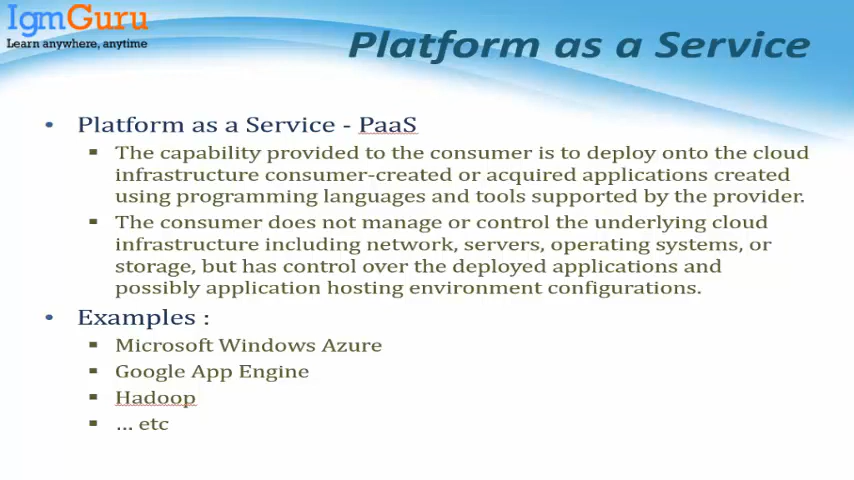 IgmGuru
Learn anywhere, anytime
Platform as a Service
• Platform as a Service - PaaS
▪ The capability provided to the consumer is to deploy onto the cloud
infrastructure consumer-created or acquired applications created
using programming languages and tools supported by the provider.
▪ The consumer does not manage or control the underlying cloud
infrastructure including network, servers, operating systems, or
storage, but has control over the deployed applications and
possibly application hosting environment configurations.
• Examples :
▪ Microsoft Windows Azure
▪ Google App Engine
▪ Hadoop
▪ ... etc